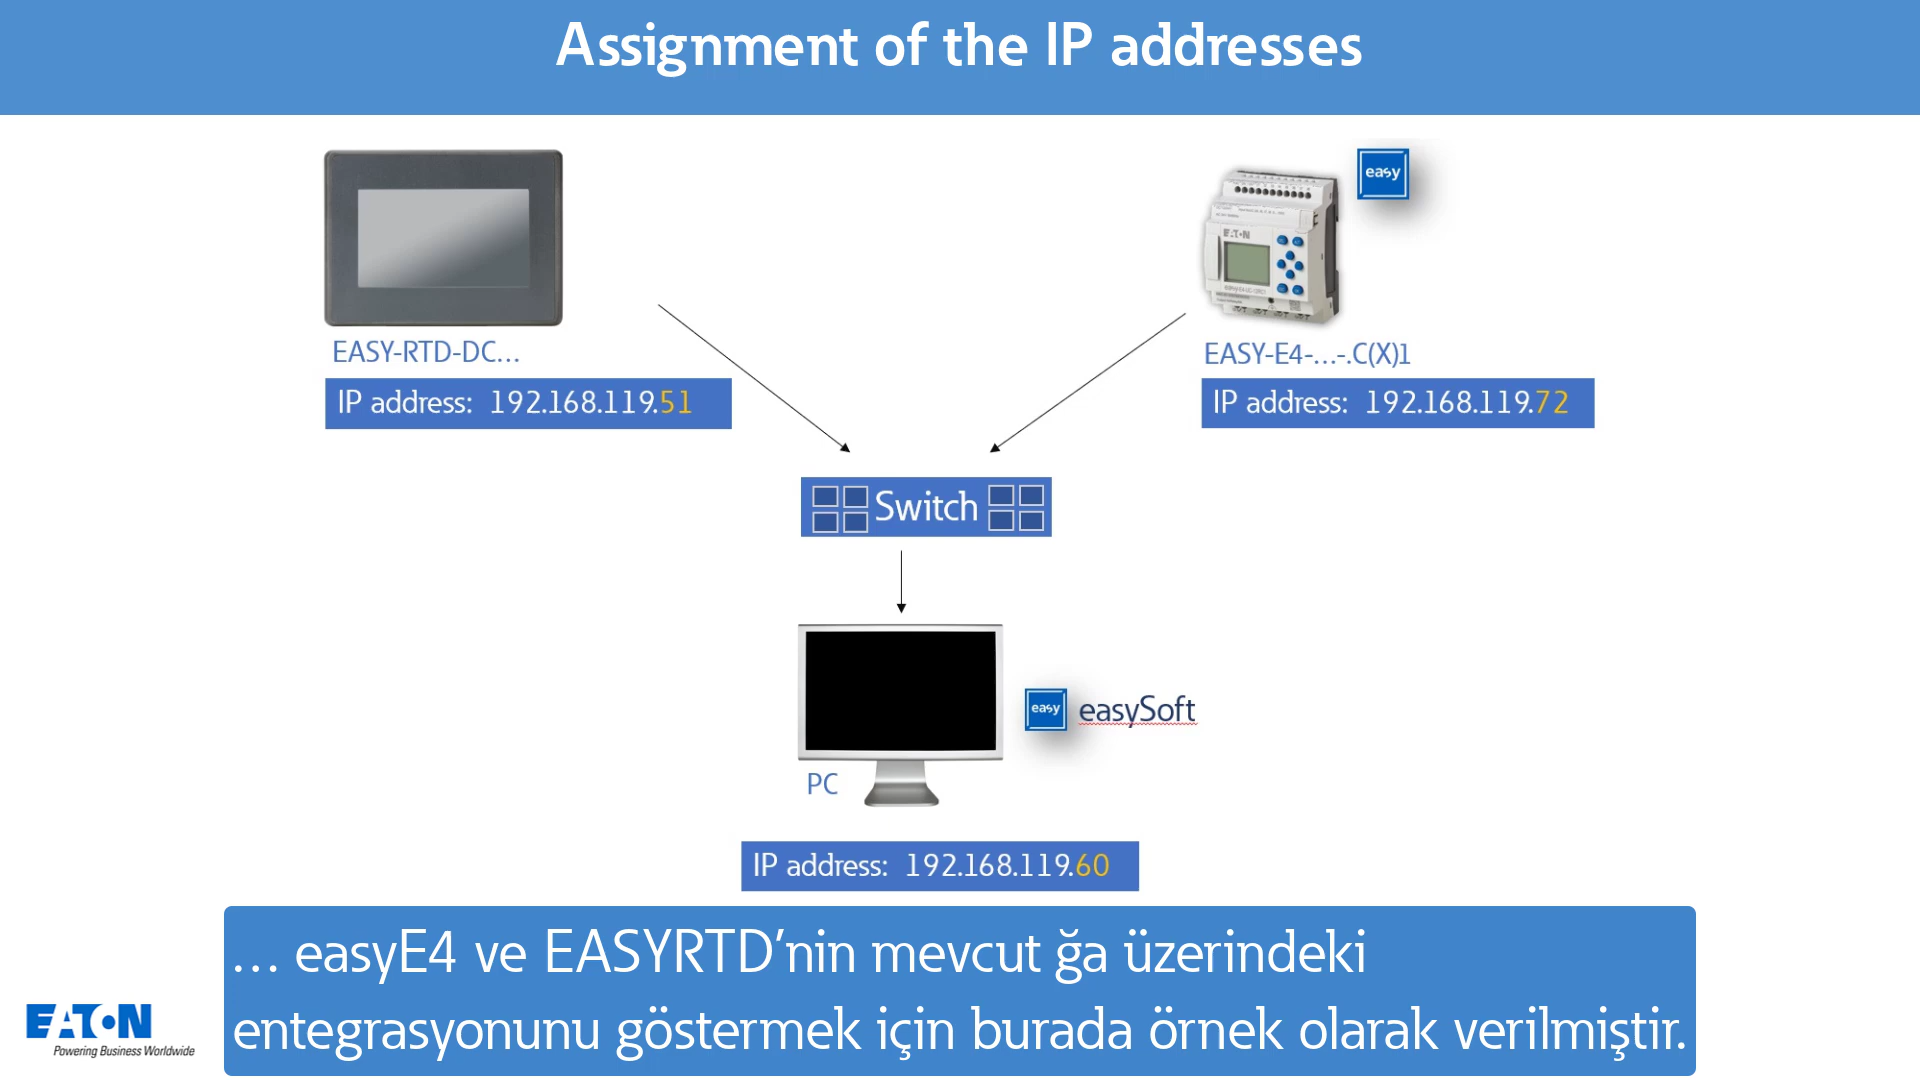 Assignment of the IP addresses
easy
EATON
EASY-RTD-DC...
EASY-E4-...-.C(X)1
IP address: 192.168.119.51
IP address: 192.168.119.72
Switch
easy easySoft
PC
IP address: 192.168.119.60
... easyE4 ve EASYRTD’nin mevcut ğa üzerindeki
entegrasyonunu göstermek için burada örnek olarak verilmiştir.
EATON
Powering Business Worldwide